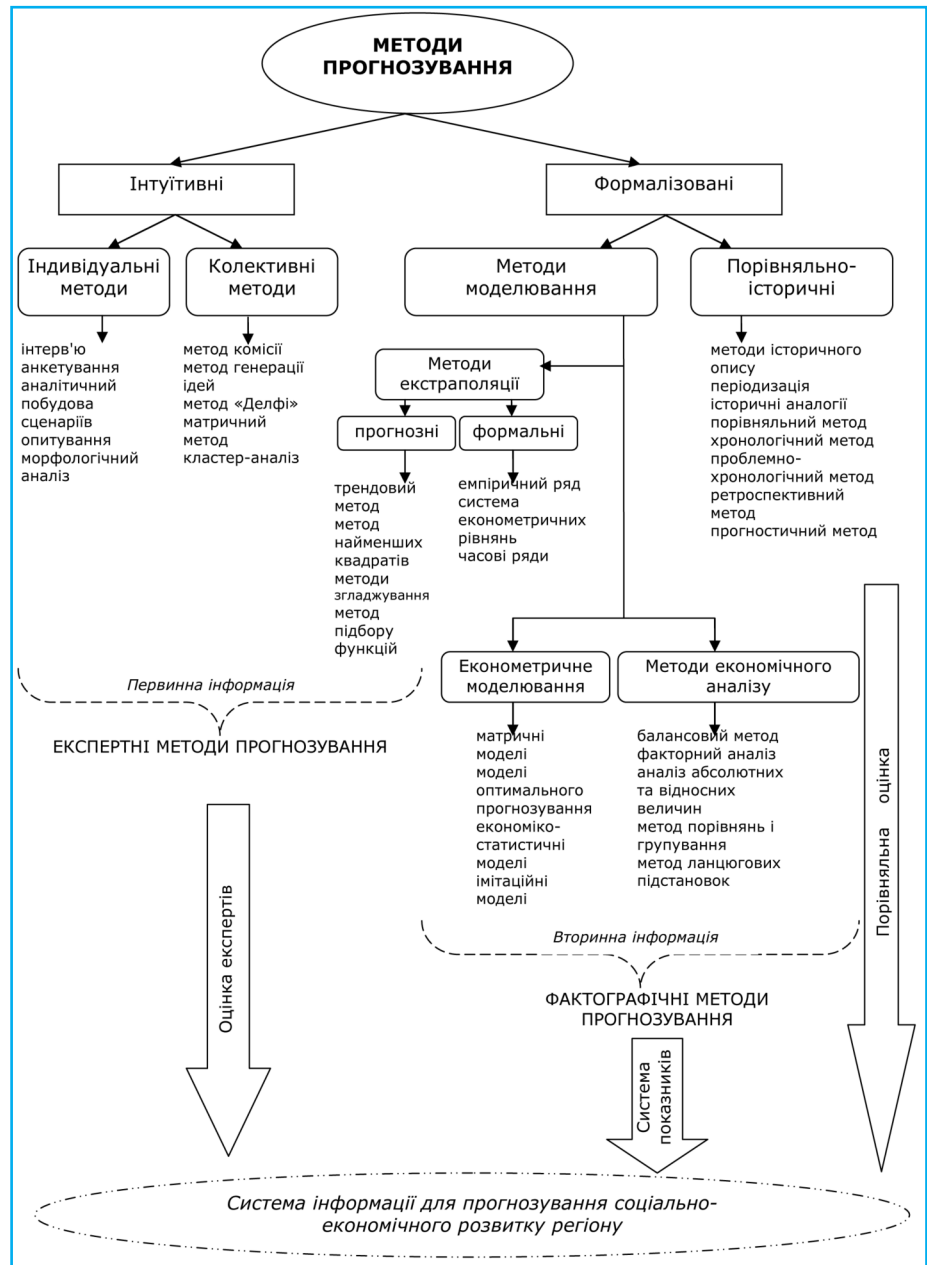 МЕТОДИ
ПРОГНОЗУВАННЯ
Інтуїтивні
Формалізовані
Індивідуальні
методи
Колективні
методи
Методи
моделювання
Порівняльно-
історичні
інтерв'ю
анкетування
аналітичний
побудова
сценаріїв
опитування
морфологічний
аналіз
метод комісії
метод генерації
ідей
метод «Делфі»
матричний
метод
кластер-аналіз
Методи
екстраполяції
прогнозні
формальні
трендовий
метод
метод
найменших
квадратів
методи
згладжування
метод
підбору
функцій
емпіричний ряд
система
економетричних
рівнянь
часові ряди
методи історичного
опису
періодизація
історичні аналогії
порівняльний метод
хронологічний метод
проблемно-
хронологічний метод
ретроспективний
метод
прогностичний метод
Економетричне
моделювання
Методи економічного
аналізу
матричні
моделі
моделі
оптимального
прогнозування
економіко-
статистичні
моделі
імітаційні
моделі
балансовий метод
факторний аналіз
аналіз абсолютних
та відносних
величин
метод порівнянь і
групування
метод ланцюгових
підстановок
Первинна інформація
ЕКСПЕРТНІ МЕТОДИ ПРОГНОЗУВАННЯ
Вторинна інформація
ФАКТОГРАФІЧНІ МЕТОДИ
ПРОГНОЗУВАННЯ
Оцінка експертів
Система
показників
Порівняльна оцінка
Система інформації для прогнозування соціально-
економічного розвитку регіону